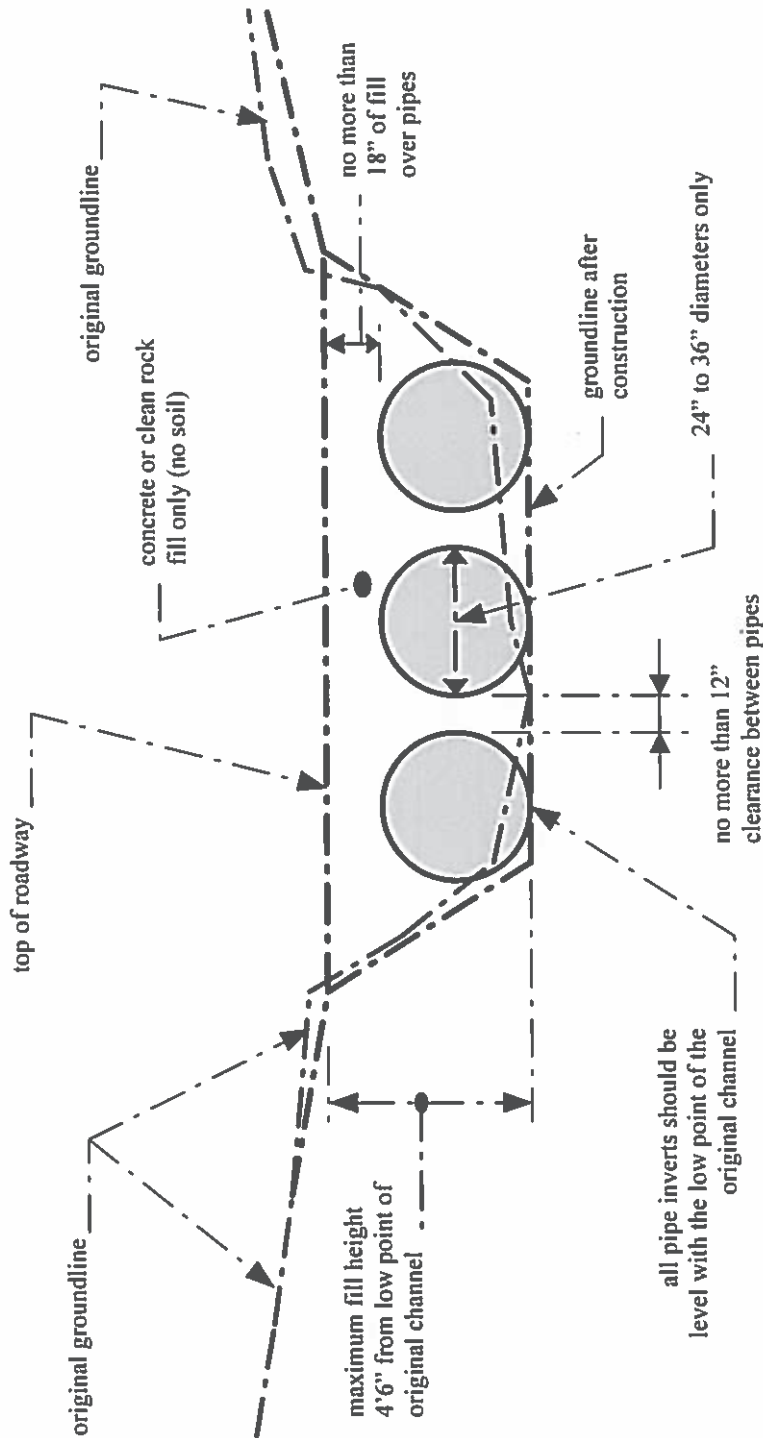 original groundline
top of roadway
concrete or clean rock
fill only (no soil)
original groundline
no more than
18" of fill
over pipes
maximum fill height
4'6" from low point of
original channel
all pipe inverts should be
level with the low point of the
original channel
no more than 12"
clearance between pipes
groundline after
construction
24" to 36" diameters only